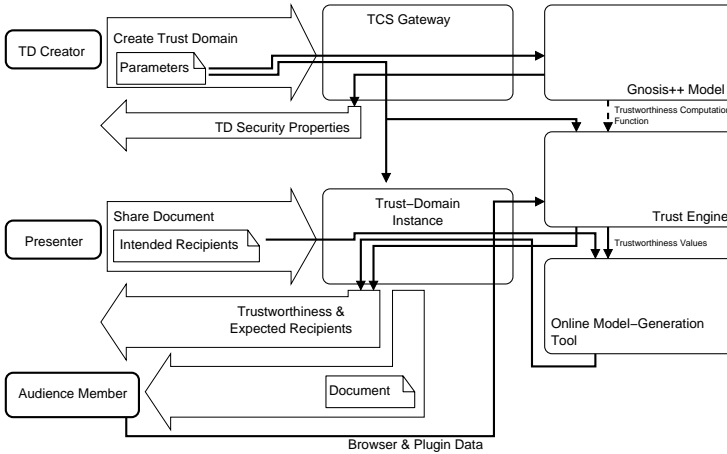 TCS Gateway
TD Creator
Create Trust Domain
Parameters
Gnosis++ Model
TD Security Properties
Trustworthiness Computation
Function
Trust−Domain
Instance
Share Document
Presenter
Intended Recipients
Trust Engine
Trustworthiness Values
Trustworthiness &
Expected Recipients
Online Model−Generation
Tool
Audience Member
Document
Browser & Plugin Data